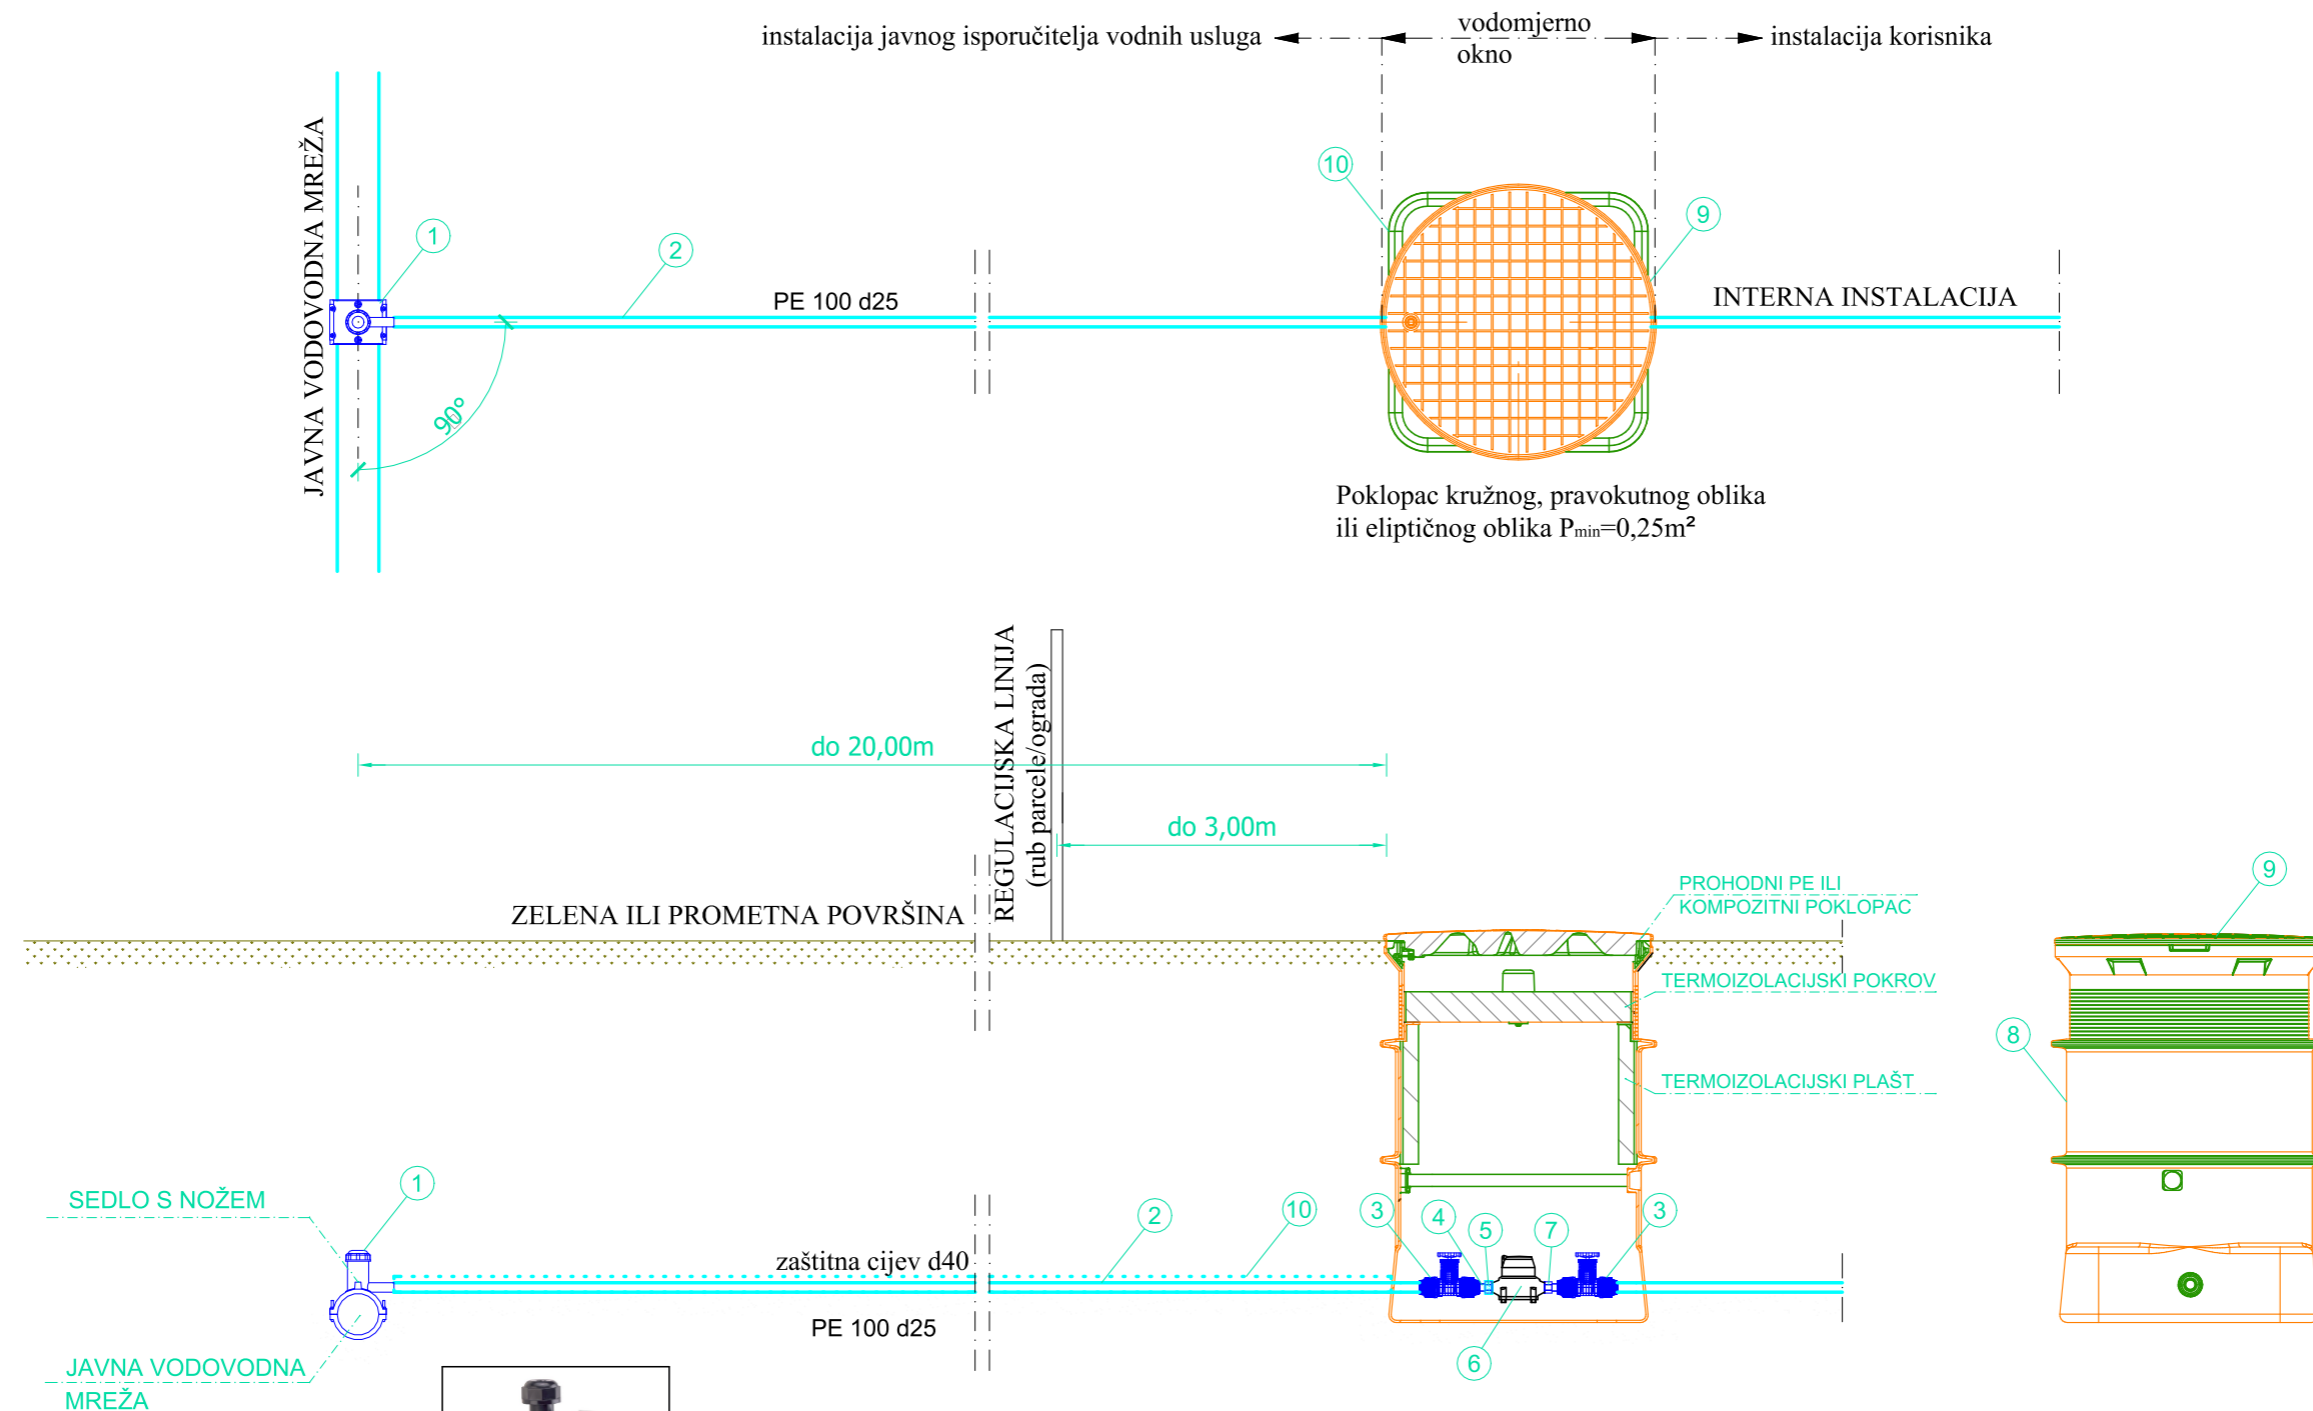 instalacija javnog isporučitelja vodnih usluga
vodomjerno
okno
instalacija korisnika
JAVNA VODOVODNA MREŽA
1
2
10
9
PE 100 d25
INTERNA INSTALACIJA
90°
Poklopac kružnog, pravokutnog oblika
ili eliptičnog oblika Pmin=0,25m²
REGULACIJSKA LINIJA
(rub parcele/ograda)
do 20,00m
do 3,00m
ZELENA ILI PROMETNA POVRŠINA
PROHODNI PE ILI
KOMPOZITNI POKLOPAC
9
TERMOIZOLACIJSKI POKROV
8
TERMOIZOLACIJSKI PLAŠT
SEDLO S NOŽEM
1
2
10
3
4
5
7
3
zaštitna cijev d40
PE 100 d25
6
JAVNA VODOVODNA
MREŽA